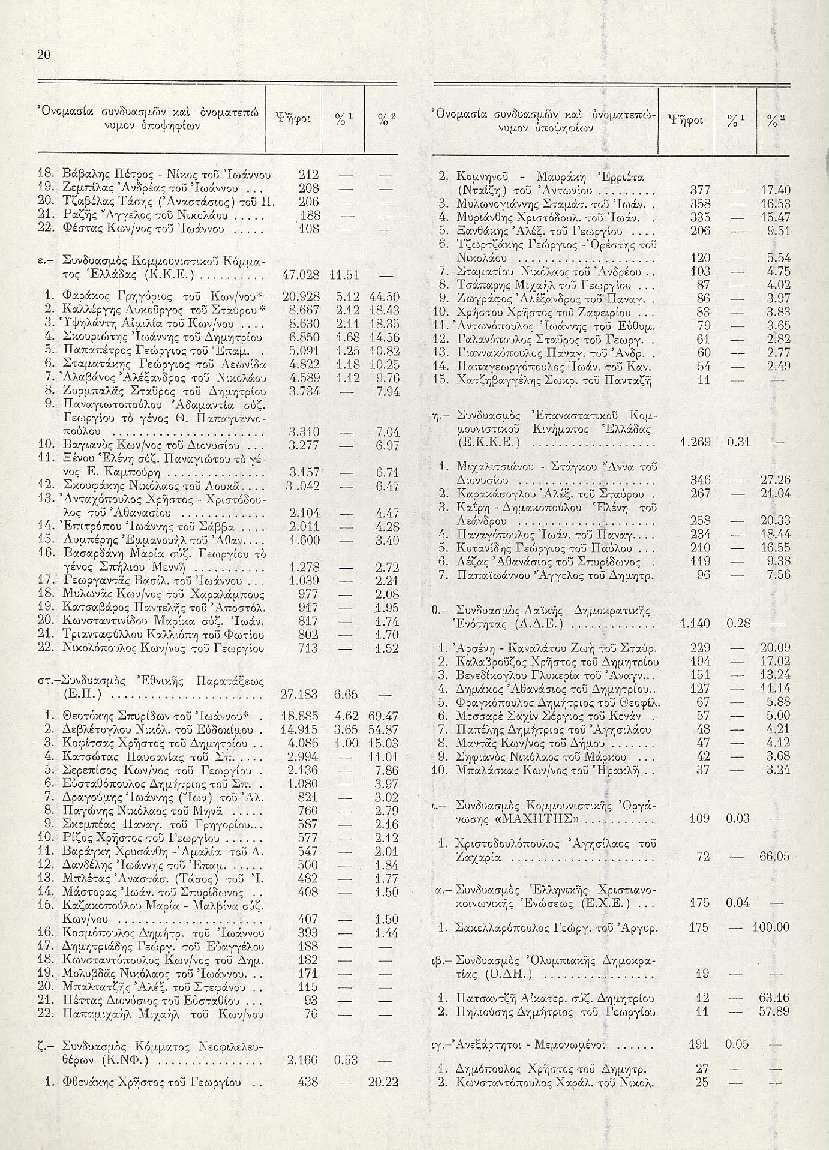 20
Ὀνομασία συνδυασμῶν καὶ ὀνοματεπώ- Ψῆφοι %¹ %²
νυμον ὑποψηφίων
18. Βάβαλης Πέτρος - Νίκος τοῦ Ἰωάννου 212 — —
19. Ζεμπίλας Ἀνδρέας τοῦ Ἰωάννου ... 208 — —
20. Τζαβέλας Τάσης (Ἀναστάσιος) τοῦ Π. 206 — —
21. Ραζῆς Ἄγγελος τοῦ Νικολάου ..... 188 — —
22. Φέστας Κων/νος τοῦ Ἰωάννου ..... 108 — —
ε.– Συνδυασμὸς Κομμουνιστικοῦ Κόμμα-
τος Ἑλλάδας (Κ.Κ.Ε.) .......... 47.028 11.51 —
1. Φαράκος Γρηγόριος τοῦ Κων/νου* 20.928 5.12 44.50
2. Καλλέργης Λυκοῦργος τοῦ Σταύρου* 8.667 2.12 18.43
3. Ὑψηλάντη Αἰμιλία τοῦ Κων/νου .... 8.630 2.11 18.35
4. Σκουριώτης Ἰωάννης τοῦ Δημητρίου 6.850 1.68 14.56
5. Παπαπέτρος Γεώργιος τοῦ Ἐπαμ. . 5.091 1.25 10.82
6. Σταματάκης Γεώργιος τοῦ Λεωνίδα 4.822 1.18 10.25
7. Ἀλαβάνος Ἀλέξανδρος τοῦ Νικολάου 4.589 1.12 9.76
8. Ζορμπαλᾶς Σταῦρος τοῦ Δημητρίου 3.734 — 7.94
9. Παναγιωτοπούλου Ἀδαμαντία σύζ.
Γεωργίου τὸ γένος Θ. Παπαγιαννο-
πούλου ...................... 3.310 — 7.04
10. Βαγιανὸς Κων/νος τοῦ Διονυσίου ... 3.277 — 6.97
11. Ξένου Ἑλένη σύζ. Παναγιώτου τὸ γέ-
νος Ε. Καμπούρη .............. 3.157 — 6.71
12. Σκουφάκης Νικόλαος τοῦ Λουκᾶ.... 3.042 — 6.47
13. Ἀνταχόπουλος Χρῆστος - Χριστόδου-
λος τοῦ Ἀθανασίου ............ 2.104 — 4.47
14. Ἐπιτρόπου Ἰωάννης τοῦ Σάββα .... 2.011 — 4.28
15. Λυμπέρης Ἐμμανουὴλ τοῦ Ἀθαν.... 1.600 — 3.40
16. Βασαρδάνη Μαρία σύζ. Γεωργίου τὸ
γένος Σπήλιου Μεννῆ .......... 1.278 — 2.72
17. Γεωργαντᾶς Βασίλ. τοῦ Ἰωάννου ... 1.039 — 2.21
18. Μυλωνᾶς Κων/νος τοῦ Χαραλάμπους 977 — 2.08
19. Κατσαβάρος Παντελῆς τοῦ Ἀποστόλ. 917 — 1.95
20. Κωνσταντινίδου Μαρίκα σύζ. Ἰωάν. 817 — 1.74
21. Τριανταφύλλου Καλλιόπη τοῦ Φωτίου 802 — 1.70
22. Νικολόπουλος Κων/νος τοῦ Γεωργίου 713 — 1.52
στ.–Συνδυασμὸς Ἐθνικῆς Παρατάξεως
(Ε.Π.) ...................... 27.183 6.65 —
1. Θεοτόκης Σπυρίδων τοῦ Ἰωάννου* . 18.885 4.62 69.47
2. Δεβλέτογλου Νικόλ. τοῦ Εὐδοκίμου . 14.915 3.65 54.87
3. Κοφίτσας Χρῆστος τοῦ Δημητρίου .. 4.085 1.00 15.03
4. Κατσώτας Παυσανίας τοῦ Σπ. .... 2.994 — 11.01
5. Σερεπίσος Κων/νος τοῦ Γεωργίου . 2.136 — 7.86
6. Εὐσταθόπουλος Δημήτριος τοῦ Σπ. . 1.080 — 3.97
7. Δραγούμης Ἰωάννης (Ἴων) τοῦ Ἀλ. 821 — 3.02
8. Παγώνης Νικόλαος τοῦ Μηνᾶ ..... 760 — 2.79
9. Σκεμπέας Παναγ. τοῦ Γρηγορίου... 587 — 2.16
10. Ρίζος Χρῆστος τοῦ Γεωργίου ..... 577 — 2.12
11. Βαράγκη Χρυσάνθη - Ἀμαλία τοῦ Λ. 547 — 2.01
12. Δανδέλης Ἰωάννης τοῦ Ἐπαμ. ..... 500 — 1.84
13. Μπλέτας Ἀναστάσ. (Τάσος) τοῦ Ἰ. 482 — 1.77
14. Μάστορας Ἰωάν. τοῦ Σπυρίδωνος .. 408 — 1.50
15. Καζακοπούλου Μαρία - Μαλβίνα σύζ.
Κων/νου ..................... 407 — 1.50
16. Κοσμόπουλος Δημήτρ. τοῦ Ἰωάννου 393 — 1.44
17. Δημητριάδης Γεώργ. τοῦ Εὐαγγέλου 188 — —
18. Κωνσταντόπουλος Κων/νος τοῦ Δημ. 182 — —
19. Μολυβδᾶς Νικόλαος τοῦ Ἰωάννου. .. 171 — —
20. Μπαλτατζῆς Ἀλέξ. τοῦ Στεφάνου .. 115 — —
21. Πέππας Διονύσιος τοῦ Εὐσταθίου ... 93 — —
22. Παπαμιχαὴλ Μιχαὴλ τοῦ Κων/νου 76 — —
ζ.– Συνδυασμὸς Κόμματος Νεοφιλελευ-
θέρων (Κ.ΝΦ.) ............... 2.166 0.53 —
1. Φθενάκης Χρῆστος τοῦ Γεωργίου .. 438 20.22
Ὀνομασία συνδυασμῶν καὶ ὀνοματεπώ- Ψῆφοι %¹ %²
νυμον ὑποψηφίων
2. Κομνηνοῦ - Μαυράκη Ἑρριέτα
(Νταίζη) τοῦ Ἀντωνίου ......... 377 — 17.40
3. Μυλωνογιάννης Σταμάτ. τοῦ Ἰωάν. . 358 — 16.53
4. Μυριάνθης Χριστόδουλ. τοῦ Ἰωάν. . 335 — 15.47
5. Ξανθάκης Ἀλέξ. τοῦ Γεωργίου .... 206 — 9.51
6. Τζωρτζάκης Γεώργιος - Ὀρέστης τοῦ
Νικολάου .................... 120 — 5.54
7. Σταματίου Νικόλαος τοῦ Ἀνδρέου .. 103 — 4.75
8. Τσάπαρης Μιχαὴλ τοῦ Γεωργίου ... 87 — 4.02
9. Ζωγράφος Ἀλέξανδρος τοῦ Παναγ. 86 — 3.97
10. Χρήστου Χρῆστος τοῦ Ζαφειρίου ... 83 — 3.83
11. Ἀντωνόπουλος Ἰωάννης τοῦ Εὐθυμ. 79 — 3.65
12. Γαλανόπουλος Σταῦρος τοῦ Γεωργ. . 61 — 2.82
13. Γιαννακόπουλος Παναγ. τοῦ Ἀνδρ. . 60 — 2.77
14. Παπαγεωργόπουλος Ἰωάν. τοῦ Καν. 54 — 2.49
15. Χατζηβαγγέλης Σωκρ. τοῦ Πανταζῆ 11 — —
η.– Συνδυασμὸς Ἐπαναστατικοῦ Κομ-
μουνιστικοῦ Κινήματος Ἑλλάδας
(Ε.Κ.Κ.Ε.) .................. 1.269 0.31 —
1. Μιχαλιτσιάνου - Στάγκου Ἄννα τοῦ
Διονυσίου .................... 346 — 27.26
2. Καρακάσογλου Ἀλέξ. τοῦ Σταύρου . 267 — 21.04
3. Καΐρη - Δημακοπούλου Ἑλένη τοῦ
Λεάνδρου .................... 258 — 20.33
4. Παναγόπουλος Ἰωάν. τοῦ Παναγ.... 234 — 18.44
5. Κοτανίδης Γεώργιος τοῦ Παύλου ... 210 — 16.55
6. Λέζας Ἀθανάσιος τοῦ Σπυρίδωνος . 119 — 9.38
7. Παπαϊωάννου Ἄγγελος τοῦ Δημητρ. 96 — 7.56
θ.– Συνδυασμὸς Λαϊκῆς Δημοκρατικῆς
Ἑνότητας (Λ.Δ.Ε.) ............ 1.140 0.28
1. Ἀρσένη - Καναλάτου Ζωὴ τοῦ Σταύρ. 229 — 20.09
2. Καλαβροῦζος Χρῆστος τοῦ Δημητρίου 194 — 17.02
3. Βενεδίκογλου Γλυκερία τοῦ Ἀναγν... 151 — 13.24
4. Δημάκος Ἀθανάσιος τοῦ Δημητρίου.. 127 — 11.14
5. Φραγκόπουλος Δημήτριος τοῦ Θεοφίλ. 67 — 5.88
6. Μεσσαρὲ Σαχὶν Σέργιος τοῦ Κενάν . 57 — 5.00
7. Παπέλης Δημήτριος τοῦ Ἀγησιλάου 48 — 4.21
8. Μαντᾶς Κων/νος τοῦ Δήμου ...... 47 — 4.12
9. Σηφιανὸς Νικόλαος τοῦ Μάρκου ... 42 — 3.68
10. Μπαλάσκας Κων/νος τοῦ Ἡρακλῆ .. 37 — 3.24
ι.– Συνδυασμὸς Κομμουνιστικῆς Ὀργά-
νωσης «ΜΑΧΗΤΗΣ» .......... 109 0.03
1. Χριστοδουλόπουλος Ἀγησίλαος τοῦ
Ζαχαρία ..................... 72 — 66.05
α.– Συνδυασμὸς Ἑλληνικῆς Χριστιανο-
κοινωνικῆς Ἑνώσεως (Ε.Χ.Ε.) ... 175 0.04 —
1. Σακελλαρόπουλος Γεώργ. τοῦ Ἀργυρ. 175 — 100.00
ιβ.– Συνδυασμὸς Ὀλυμπιακῆς Δημοκρα-
τίας (Ο.ΔΗ.) ................ 19 — —
1. Πατσαντζῆ Αἰκατερ. σύζ. Δημητρίου 12 — 63.16
2. Πηλιούσης Δημήτριος τοῦ Γεωργίου 11 — 57.89
ιγ.–Ἀνεξάρτητοι - Μεμονωμένοι ...... 191 0.05 —
1. Δημόπουλος Χρῆστος τοῦ Δημητρ. 27 — —
2. Κωνσταντόπουλος Χαράλ. τοῦ Νικολ. 25 — —